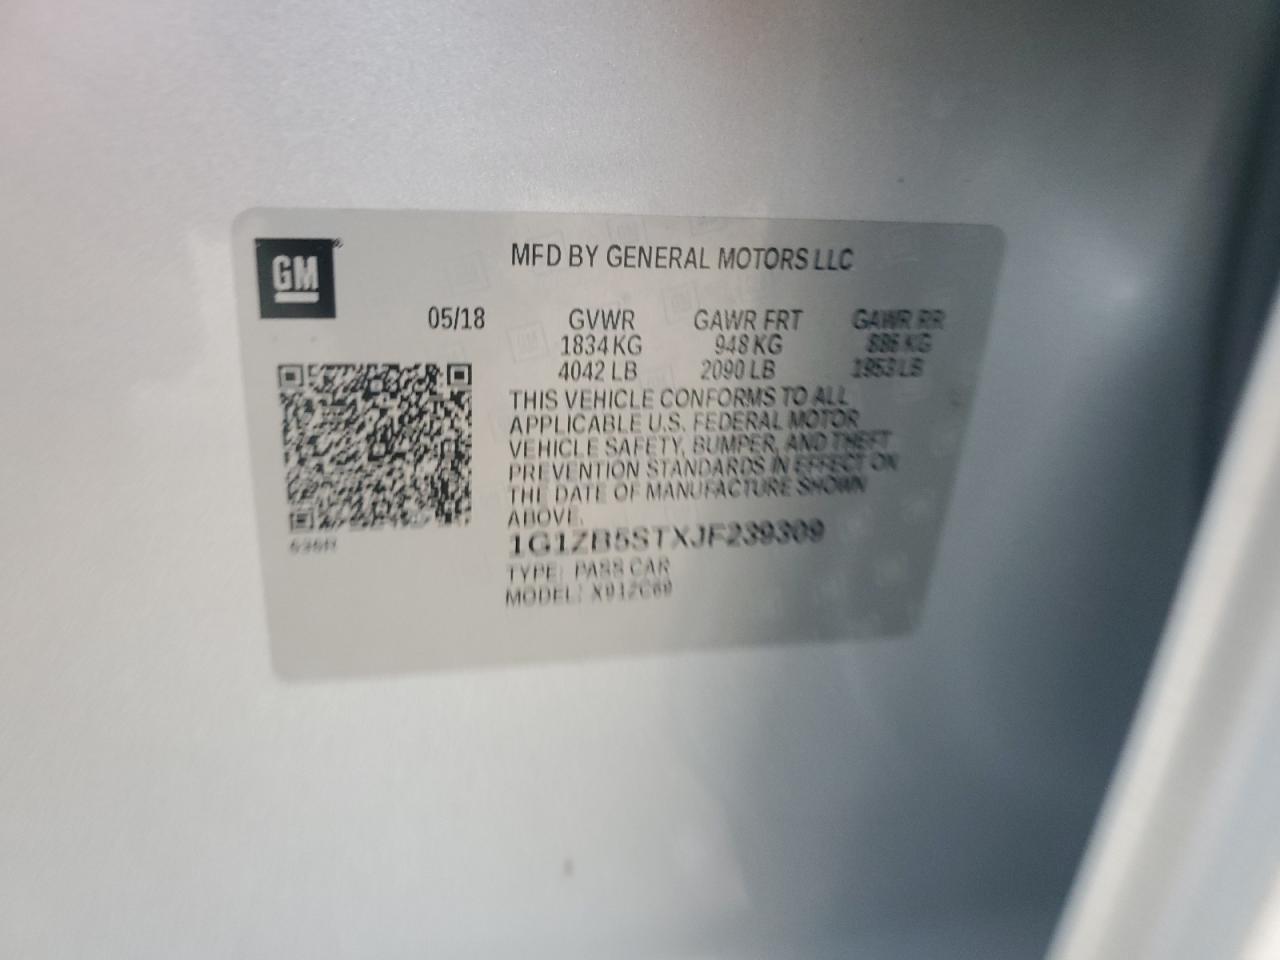 GM
MFD BY GENERAL MOTORS LLC
05/18 GVWR GAWR FRT GAWR RR
1834 KG 948 KG 886 KG
4042 LB 2090 LB 1953 LB
THIS VEHICLE CONFORMS TO ALL
APPLICABLE U.S. FEDERAL MOTOR
VEHICLE SAFETY, BUMPER, AND THEFT
PREVENTION STANDARDS IN EFFECT ON
THE DATE OF MANUFACTURE SHOWN
ABOVE.
1G1ZB5STXJF239309
TYPE: PASS CAR
MODEL: